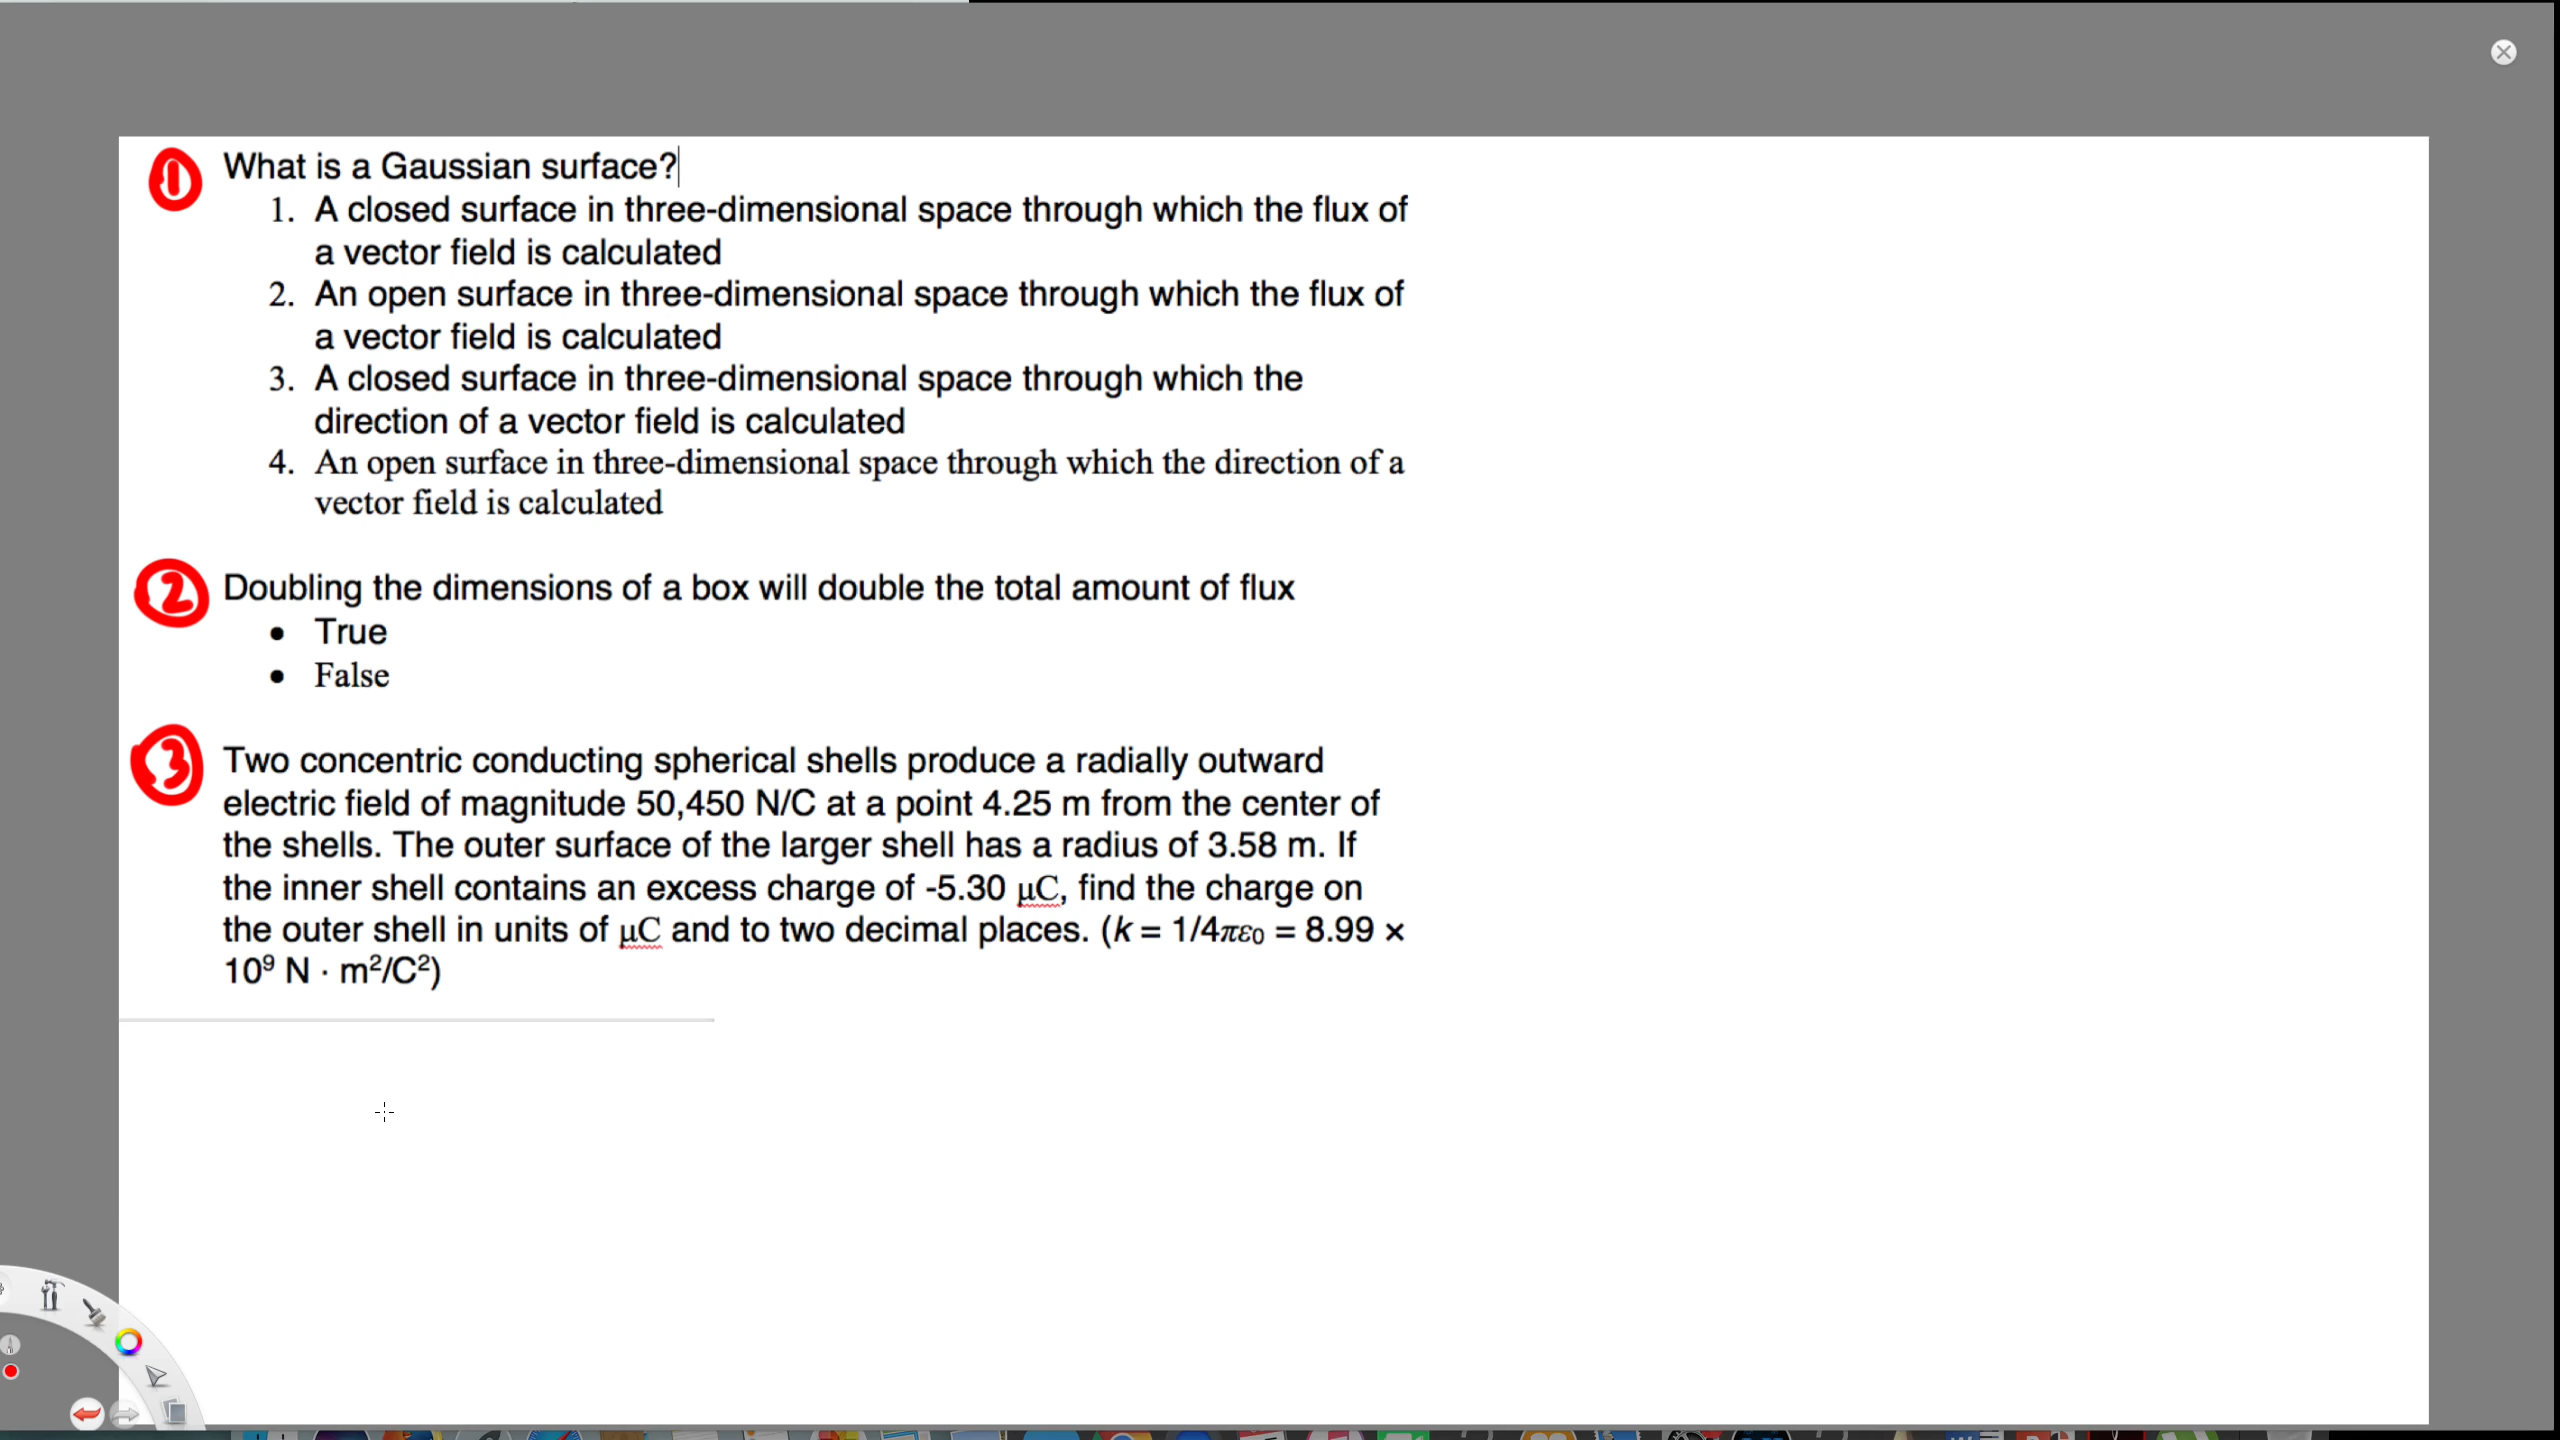 ① What is a Gaussian surface?
1. A closed surface in three-dimensional space through which the flux of
a vector field is calculated
2. An open surface in three-dimensional space through which the flux of
a vector field is calculated
3. A closed surface in three-dimensional space through which the
direction of a vector field is calculated
4. An open surface in three-dimensional space through which the direction of a
vector field is calculated
② Doubling the dimensions of a box will double the total amount of flux
• True
• False
③ Two concentric conducting spherical shells produce a radially outward
electric field of magnitude 50,450 N/C at a point 4.25 m from the center of
the shells. The outer surface of the larger shell has a radius of 3.58 m. If
the inner shell contains an excess charge of -5.30 μC, find the charge on
the outer shell in units of μC and to two decimal places. (k = 1/4πε₀ = 8.99 ×
10⁹ N · m²/C²)